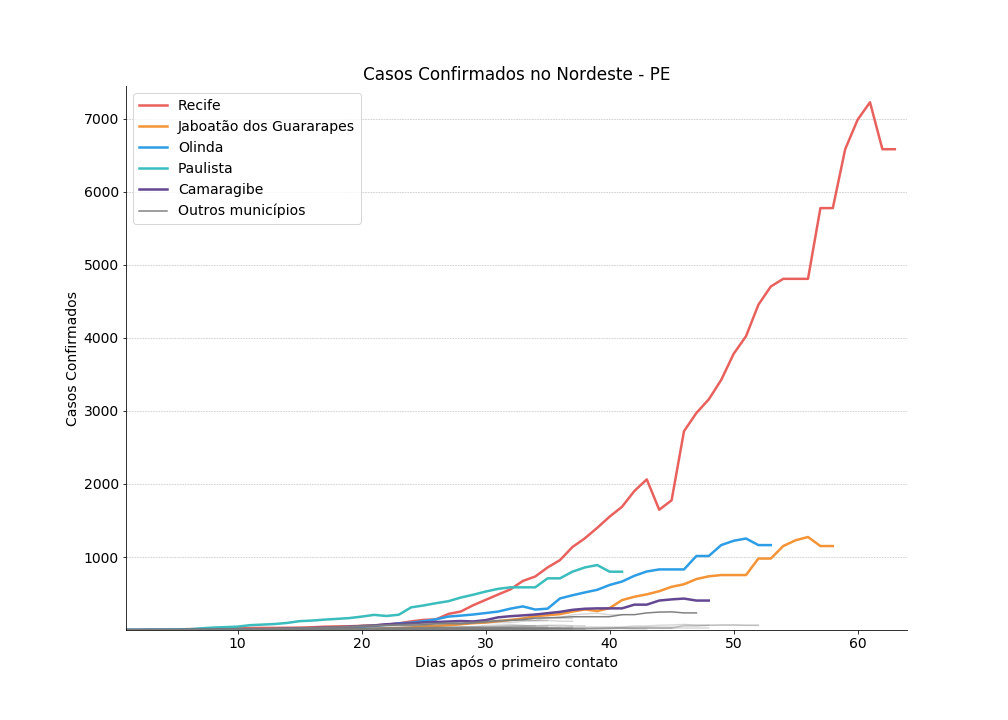 Casos Confirmados no Nordeste - PE
Recife
Jaboatão dos Guararapes
Olinda
Paulista
Camaragibe
Outros municípios
Casos Confirmados
7000
6000
5000
4000
3000
2000
1000
10 20 30 40 50 60
Dias após o primeiro contato